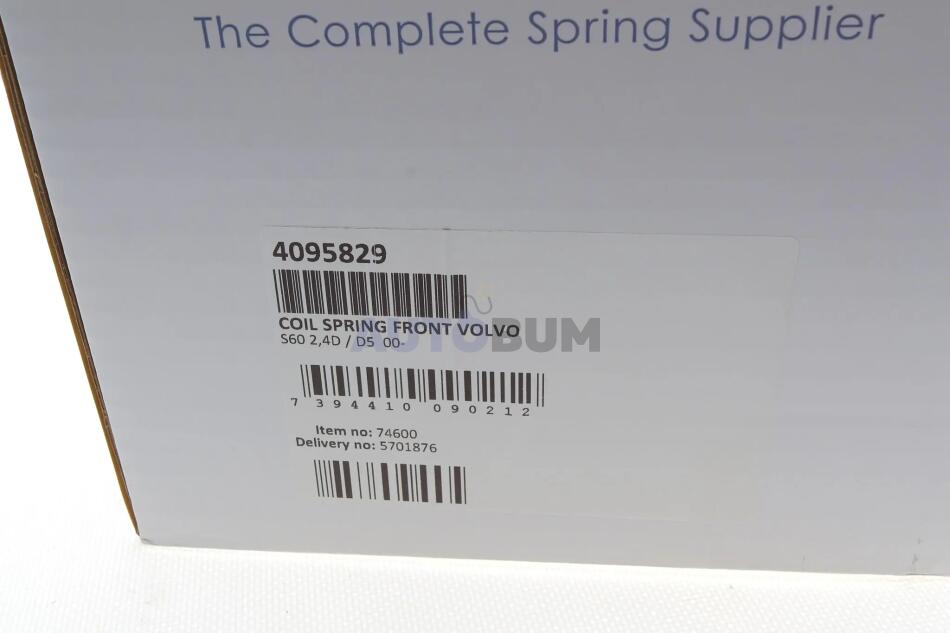 The Complete Spring Supplier
4095829
COIL SPRING FRONT VOLVO
S60 2,4D / D5 00-
AUTOBUM
7 394410 090212
Item no: 74600
Delivery no: 5701876